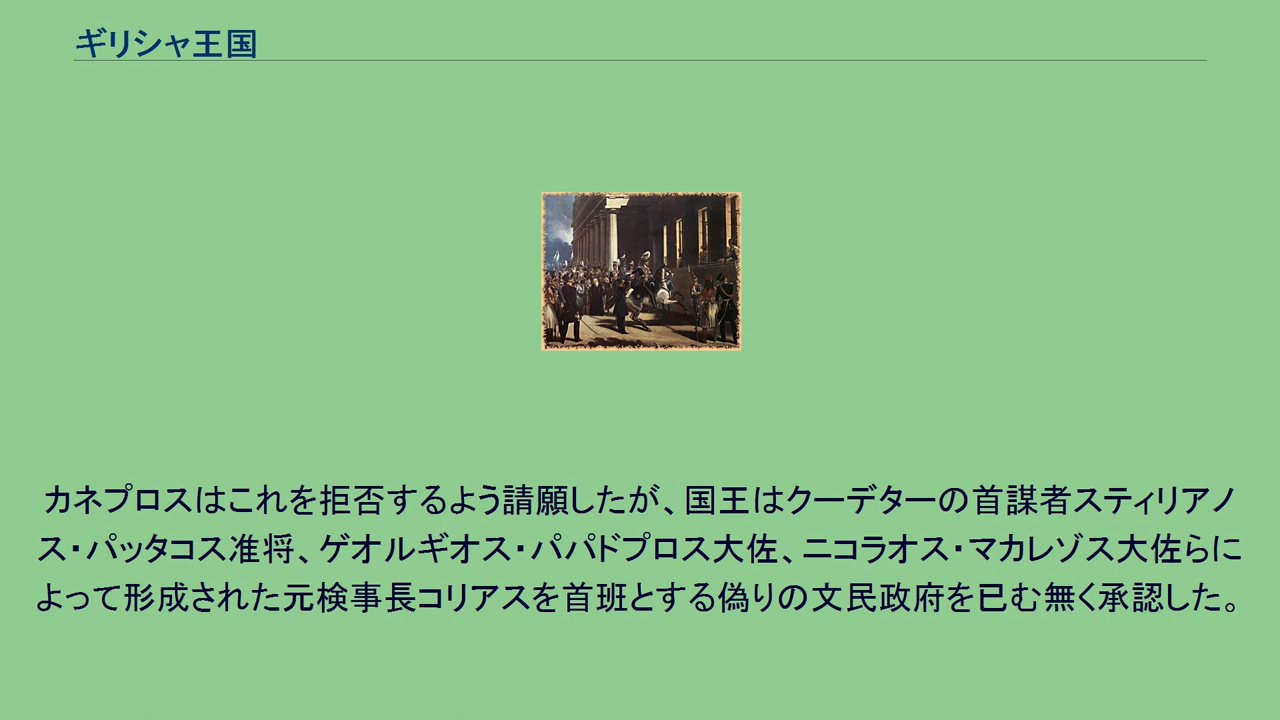 ギリシャ王国
カネプロスはこれを拒否するよう請願したが、国王はクーデターの首謀者スティリアノ
ス・パッタコス准将、ゲオルギオス・パパドプロス大佐、ニコラオス・マカレゾス大佐らに
よって形成された元検事長コリアスを首班とする偽りの文民政府を已む無く承認した。